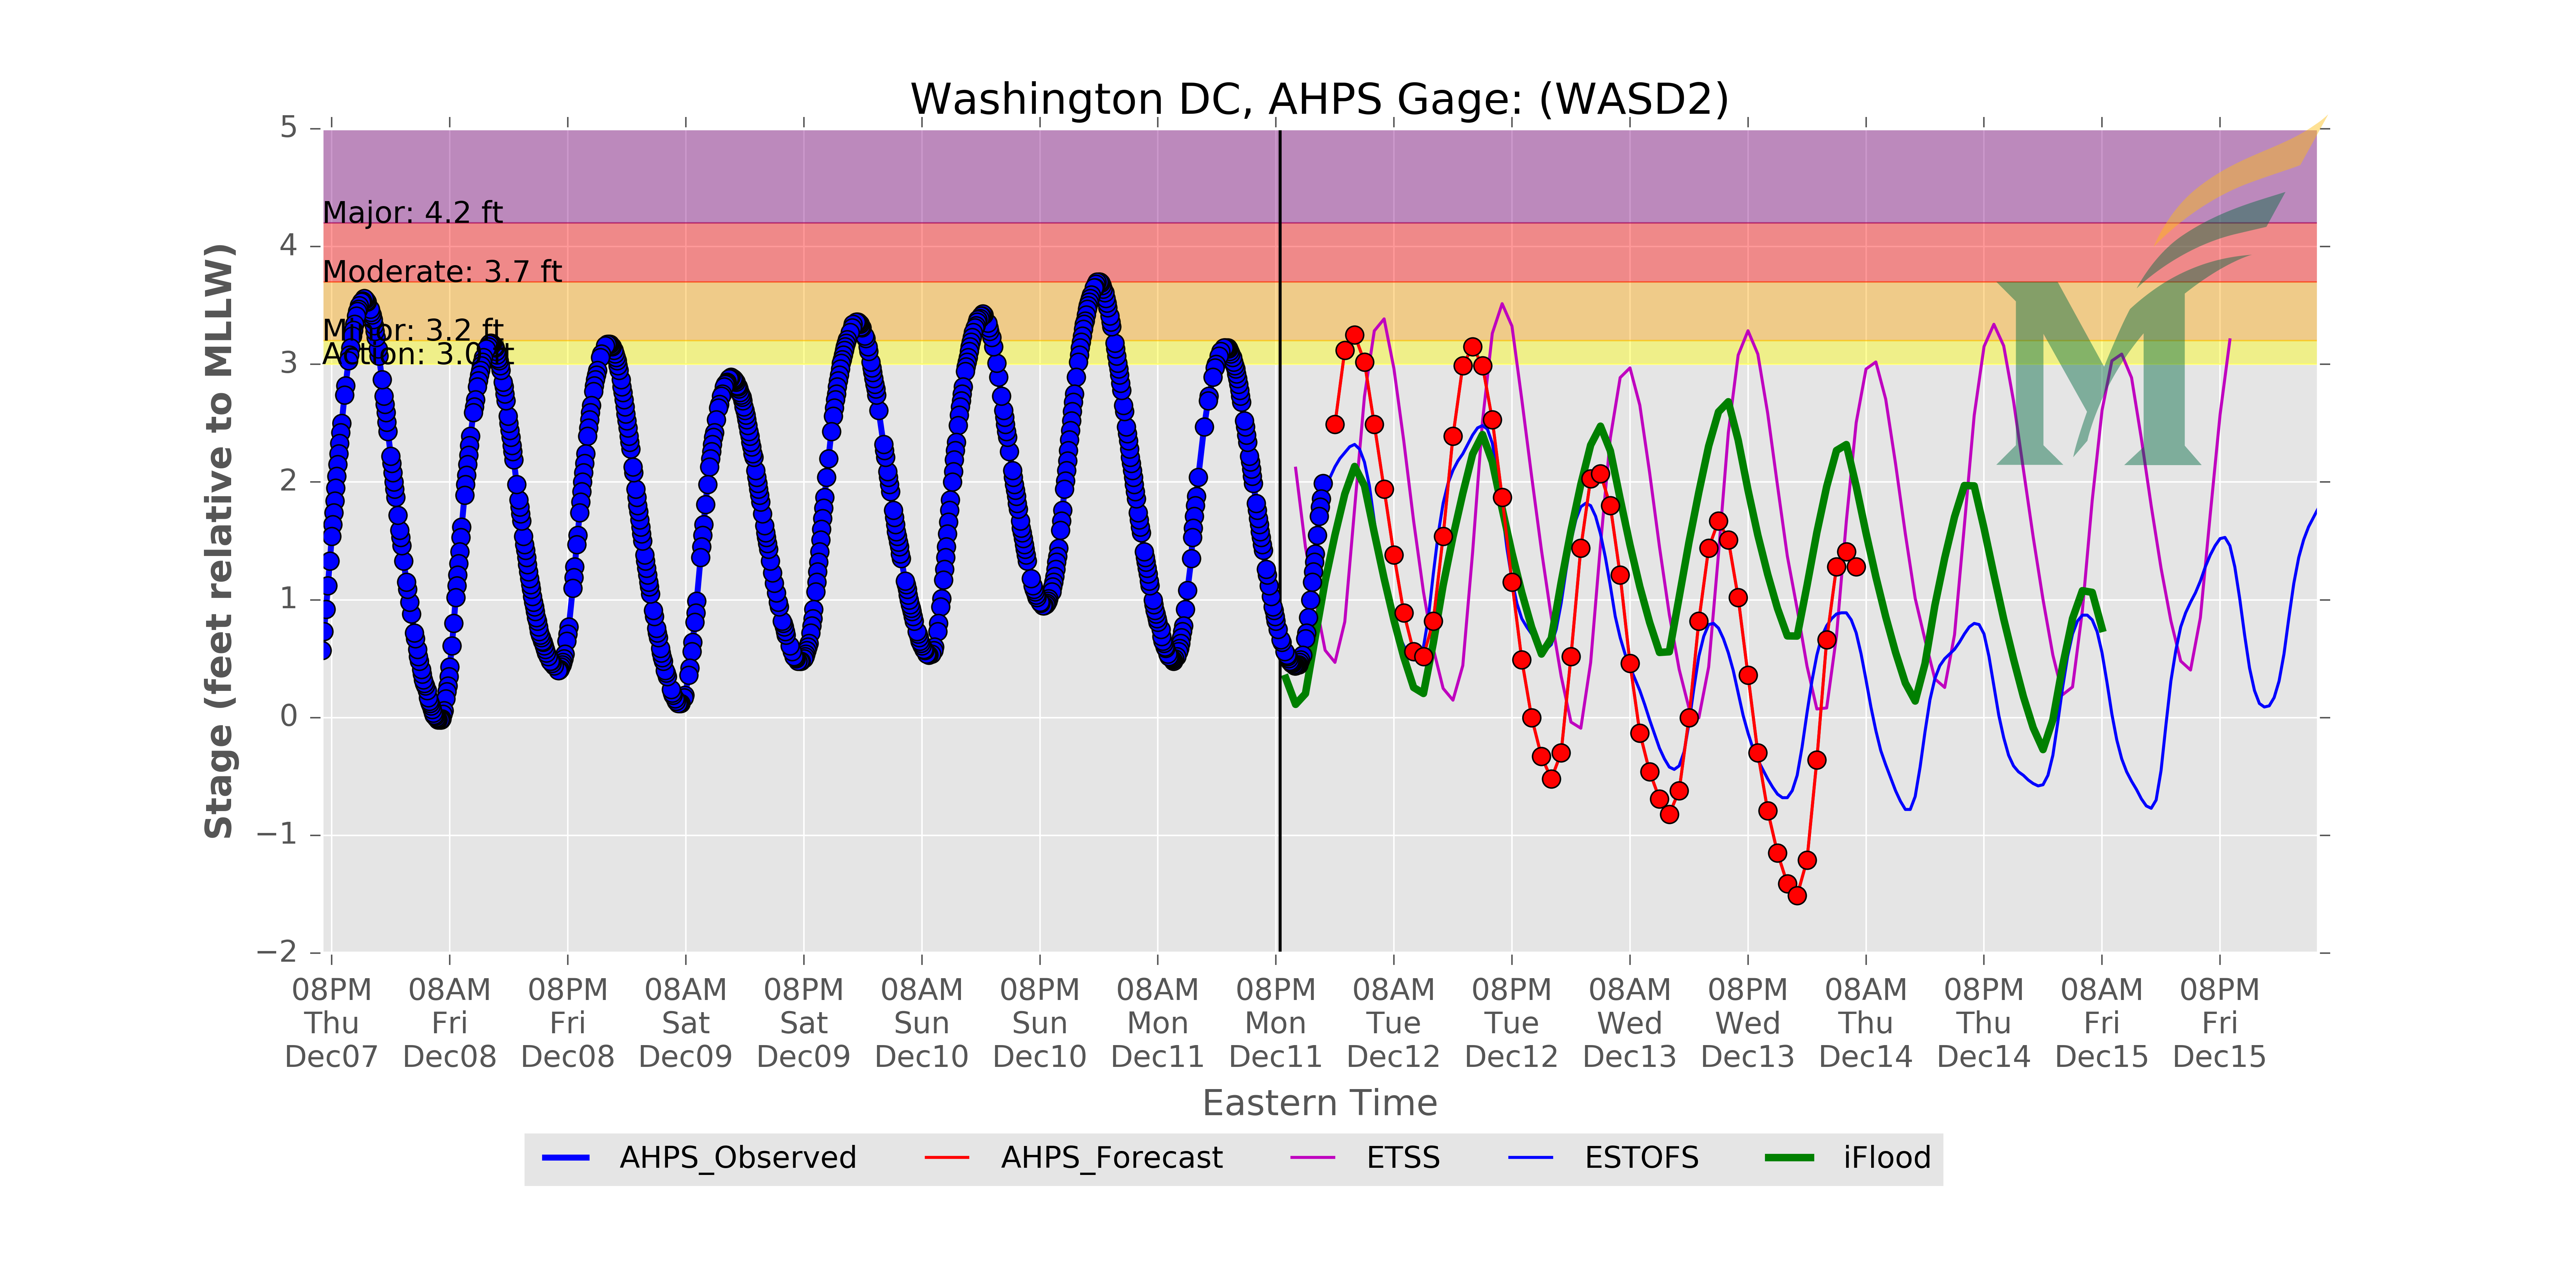 Washington DC, AHPS Gage: (WASD2)
Stage (feet relative to MLLW)
5
4
3
2
1
0
−1
−2
Major: 4.2 ft
Moderate: 3.7 ft
Minor: 3.2 ft
Action: 3.0 ft
08PM 08AM 08PM 08AM 08PM 08AM 08PM 08AM 08PM 08AM 08PM 08AM 08PM 08AM 08PM 08AM 08PM
Thu Fri Fri Sat Sat Sun Sun Mon Mon Tue Tue Wed Wed Thu Thu Fri Fri
Dec07 Dec08 Dec08 Dec09 Dec09 Dec10 Dec10 Dec11 Dec11 Dec12 Dec12 Dec13 Dec13 Dec14 Dec14 Dec15 Dec15
Eastern Time
AHPS_Observed AHPS_Forecast ETSS ESTOFS iFlood
M